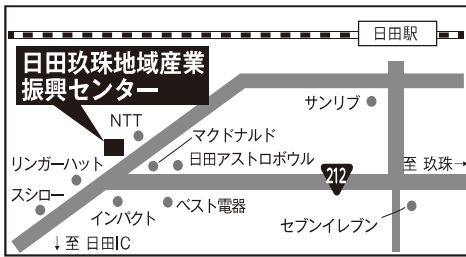 日田駅
日田玖珠地域産業
振興センター
サンリブ
NTT
マクドナルド
日田アストロボウル
リンガーハット
至 玖珠→
212
スシロー
インパクト
ベスト電器
セブンイレブン
↓至 日田IC